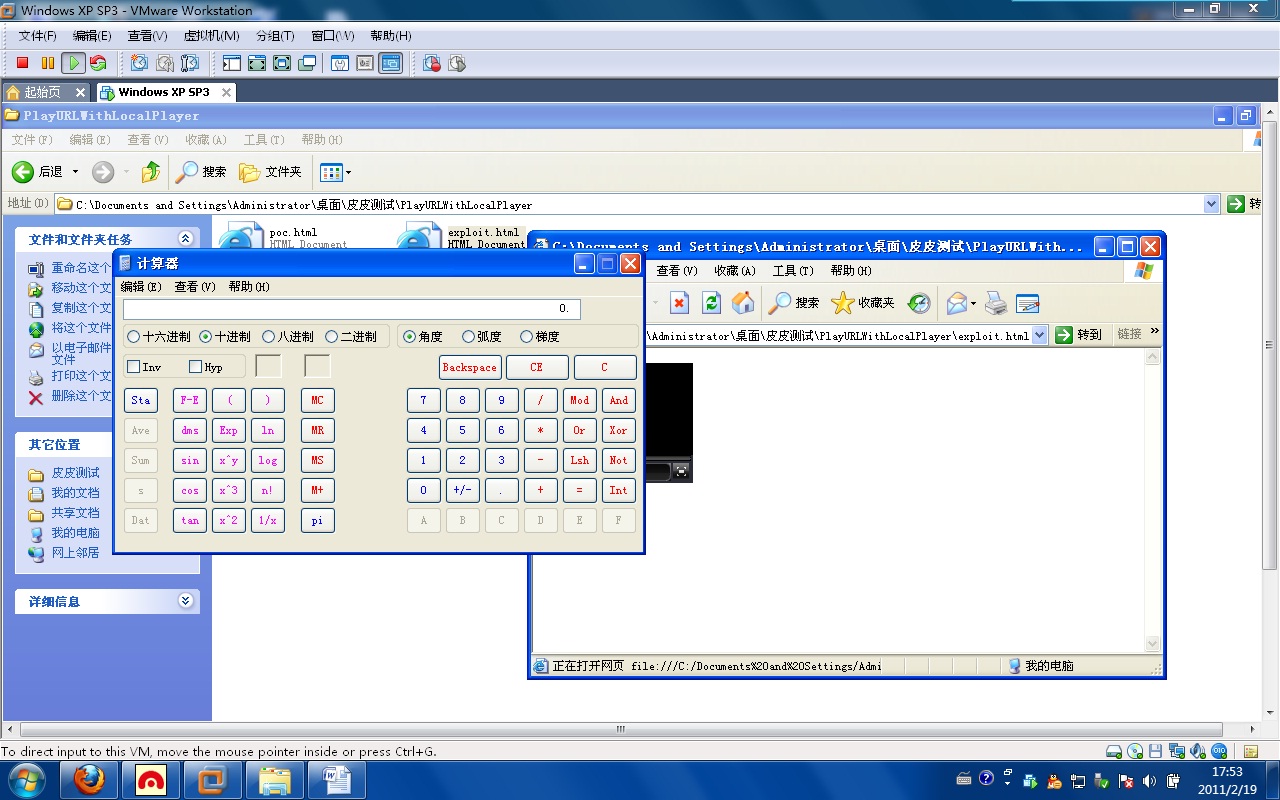 Windows XP SP3 - VMware Workstation
文件(F) 编辑(E) 查看(V) 虚拟机(M) 分组(T) 窗口(W) 帮助(H)
起始页 Windows XP SP3
PlayURLWithLocalPlayer
文件(F) 编辑(E) 查看(V) 收藏(A) 工具(T) 帮助(H)
后退 搜索 文件夹
地址(D) C:\Documents and Settings\Administrator\桌面\皮皮测试\PlayURLWithLocalPlayer 转
文件和文件夹任务
重命名这个
移动这个文
复制这个文
将这个文件
以电子邮件
文件
打印这个文
删除这个文
其它位置
皮皮测试
我的文档
共享文档
我的电脑
网上邻居
详细信息
poc.html
HTML Document
exploit.html
HTML Document
C:\Documents and Settings\Administrator\桌面\皮皮测试\PlayURLWith...
查看(V) 收藏(A) 工具(T) 帮助(H)
搜索 收藏夹
\Administrator\桌面\皮皮测试\PlayURLWithLocalPlayer\exploit.html 转到 链接 »
正在打开网页 file:///C:/Documents%20and%20Settings/Admi 我的电脑
计算器
编辑(E) 查看(V) 帮助(H)
0.
十六进制 十进制 八进制 二进制 角度 弧度 梯度
Inv Hyp Backspace CE C
Sta F-E ( ) MC 7 8 9 / Mod And
Ave dms Exp ln MR 4 5 6 * Or Xor
Sum sin x^y log MS 1 2 3 - Lsh Not
s cos x^3 n! M+ 0 +/- . + = Int
Dat tan x^2 1/x pi A B C D E F
To direct input to this VM, move the mouse pointer inside or press Ctrl+G.
17:53
2011/2/19